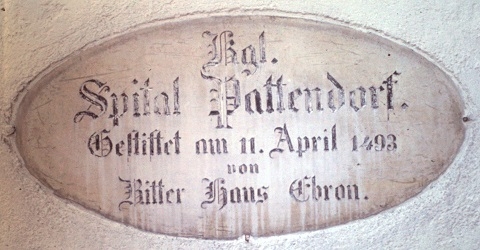 Kgl.
Spital Pattendorf.
Gestiftet am 11. April 1493
von
Ritter Hans Ebron.